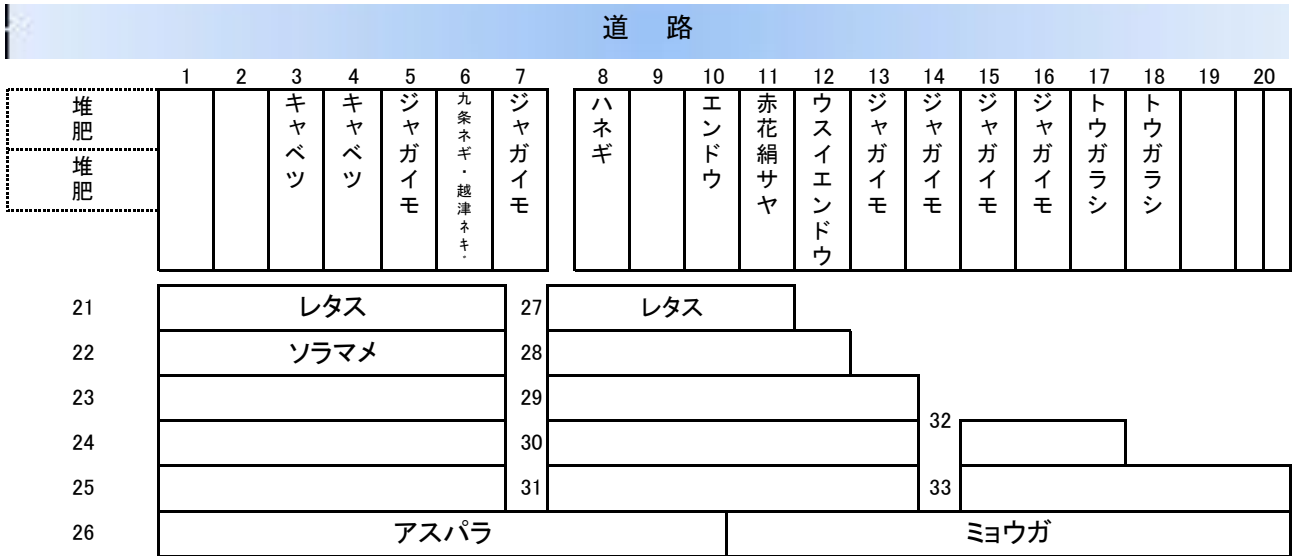 道　路
1 2 3 4 5 6 7 8 9 10 11 12 13 14 15 16 17 18 19 20
堆肥
堆肥
キャベツ
キャベツ
ジャガイモ
九条ネギ・越津ネギ
ジャガイモ
ハネギ
エンドウ
赤花絹サヤ
ウスイエンドウ
ジャガイモ
ジャガイモ
ジャガイモ
ジャガイモ
トウガラシ
トウガラシ
21 レタス 27 レタス
22 ソラマメ 28
23 29
32
24 30
25 31 33
26 アスパラ ミョウガ